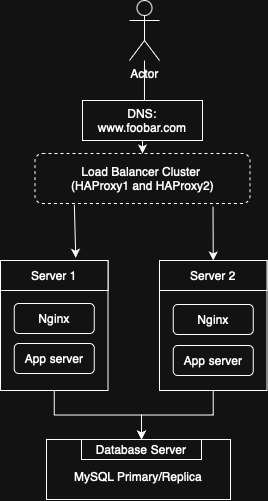 Actor
DNS:
www.foobar.com
Load Balancer Cluster
(HAProxy1 and HAProxy2)
Server 1
Nginx
App server
Server 2
Nginx
App server
Database Server
MySQL Primary/Replica